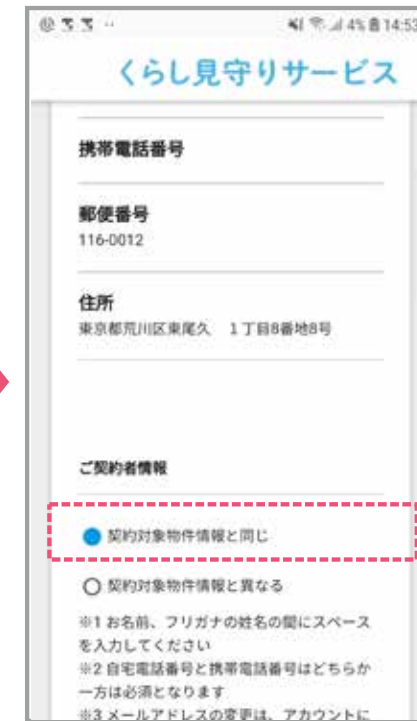 4% 14:53
くらし見守りサービス
携帯電話番号
郵便番号
116-0012
住所
東京都荒川区東尾久　１丁目8番地8号
ご契約者情報
契約対象物件情報と同じ
契約対象物件情報と異なる
※1 お名前、フリガナの姓名の間にスペース
を入力してください
※2 自宅電話番号と携帯電話番号はどちらか
一方は必須となります
※3 メールアドレスの変更は、アカウントに